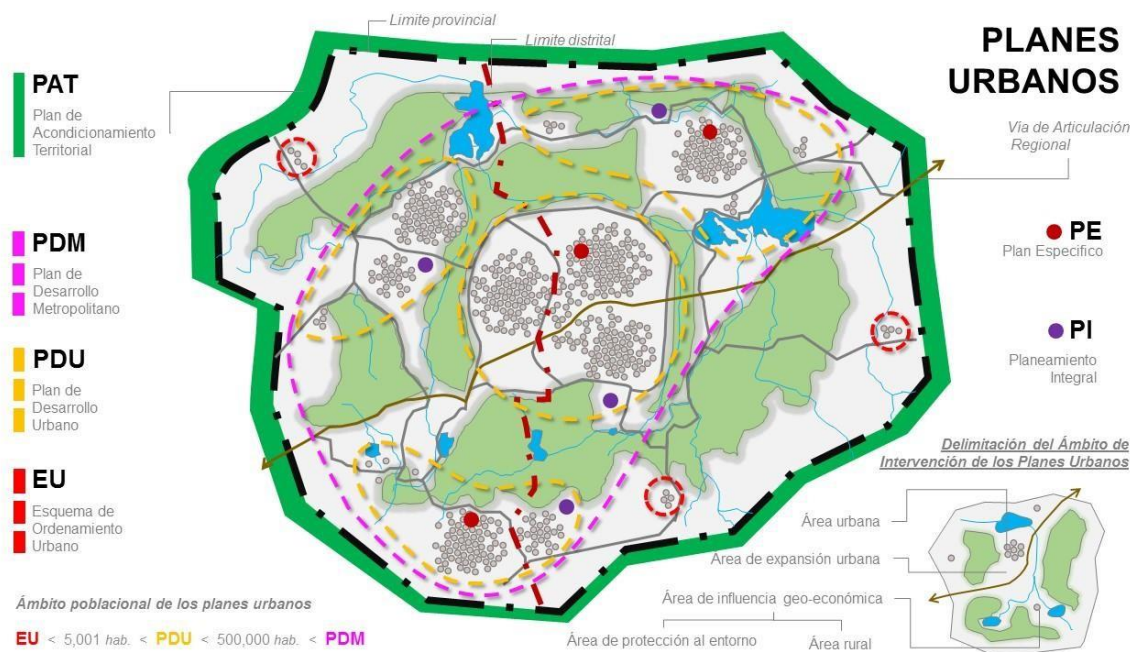 Limite provincial
Limite distrital
PLANES
URBANOS
PAT
Plan de
Acondicionamiento
Territorial
Via de Articulación
Regional
PDM
Plan de
Desarrollo
Metropolitano
PE
Plan Especifico
PI
Planeamiento
Integral
PDU
Plan de
Desarrollo
Urbano
EU
Esquema de
Ordenamiento
Urbano
Delimitación del Ámbito de
Intervención de los Planes Urbanos
Área urbana
Área de expansión urbana
Área de influencia geo-económica
Área de protección al entorno
Área rural
Ámbito poblacional de los planes urbanos
EU < 5,001 hab. < PDU < 500,000 hab. < PDM